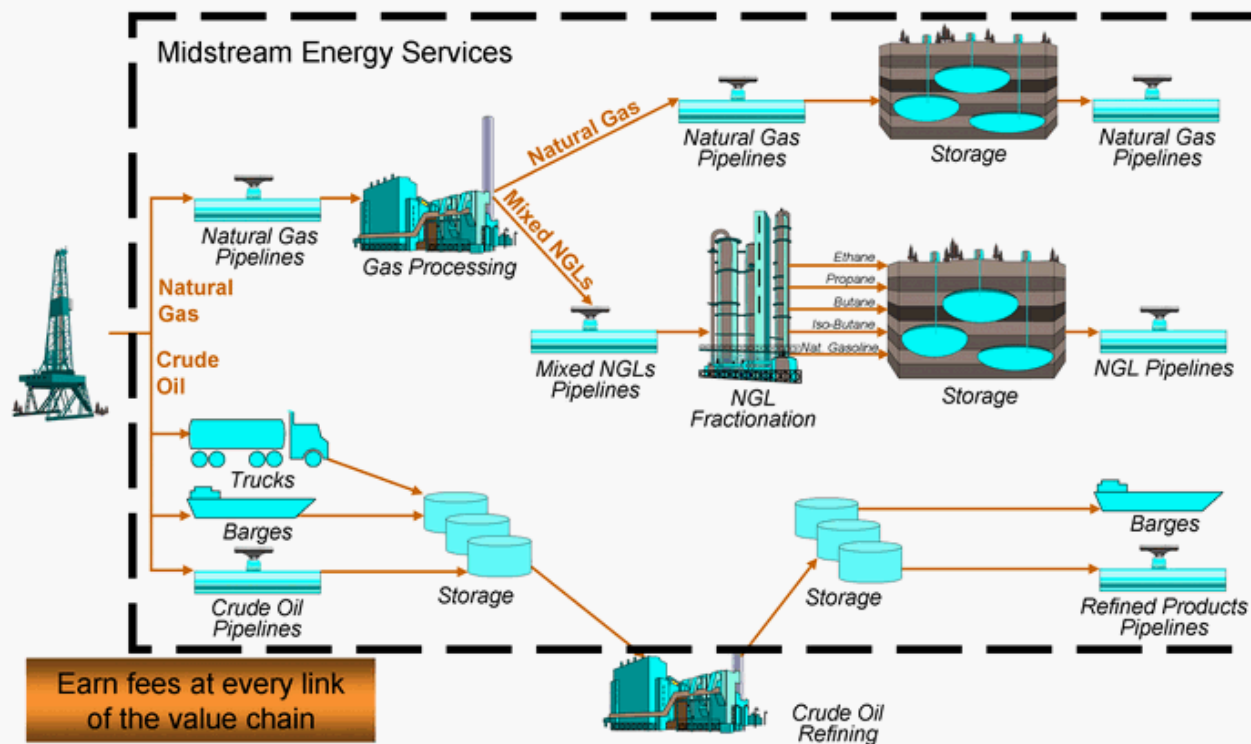 Midstream Energy Services
Natural Gas
Natural Gas
Pipelines
Storage
Natural Gas
Pipelines
Natural Gas
Pipelines
Gas Processing
Mixed NGLs
Ethane
Propane
Butane
Iso-Butane
Nat. Gasoline
Mixed NGLs
Pipelines
NGL
Fractionation
Storage
NGL Pipelines
Natural
Gas
Crude
Oil
Trucks
Barges
Crude Oil
Pipelines
Storage
Storage
Barges
Refined Products
Pipelines
Crude Oil
Refining
Earn fees at every link
of the value chain